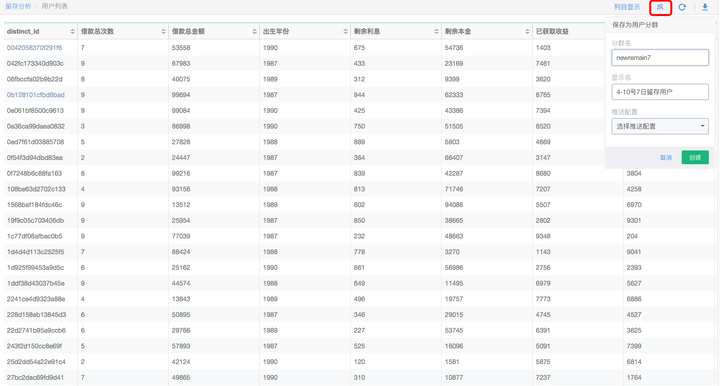 留存分析 | 用户列表 列目显示
distinct_id 借款总次数 借款总金额 出生年份 剩余利息 剩余本金 已获取收益
0042058370f291f6 7 53558 1990 675 54736 1403
042fc173340d903c 9 67983 1987 433 23169 7461
06fbccfa02b9b22d 8 40075 1989 312 9399 3620
0b128101cfbd8bad 9 99694 1987 944 62333 8765
0e061bf8500c9613 9 99084 1990 425 43386 7394
0e36ca99daea0832 3 86998 1990 750 51505 8520
0ed7f61d03885708 5 27828 1988 889 5803 4669
0f54f3d94dbd83ea 2 24447 1987 364 66407 3147
0f7248b6c88fa163 8 99216 1987 839 42287 8680 3804
108be63d2702c133 4 93156 1988 813 71746 7207 4258
1568baf184fdc46c 9 13512 1989 602 94088 5507 6970
19f9c05c703406db 9 25954 1987 850 38665 2802 9301
1c77df08afbac0b5 9 77039 1987 232 48663 9348 204
1d4d4d113c2525f5 7 88424 1988 778 3270 1143 9041
1d925f99453a9d5c 6 25162 1990 681 56986 2756 2393
1ddf38d43037b45e 9 44574 1988 649 11495 6979 5627
2241ce4d9323a88e 4 13843 1989 496 19757 7773 6886
228d158eb13845d3 6 50895 1987 346 29015 4745 4527
22d2741b95a9ccb6 6 29766 1989 227 53745 6391 3625
243f2d150cc8e69f 5 57893 1987 525 16096 5091 7399
25d2dd54a22e91c4 2 42124 1990 120 1581 5875 6814
27bc2dac69fd9d41 7 49865 1990 310 10877 7237 1764
保存为用户分群
分群名
newremain7
显示名
4-10号7日留存用户
推送配置
选择推送配置
取消 创建